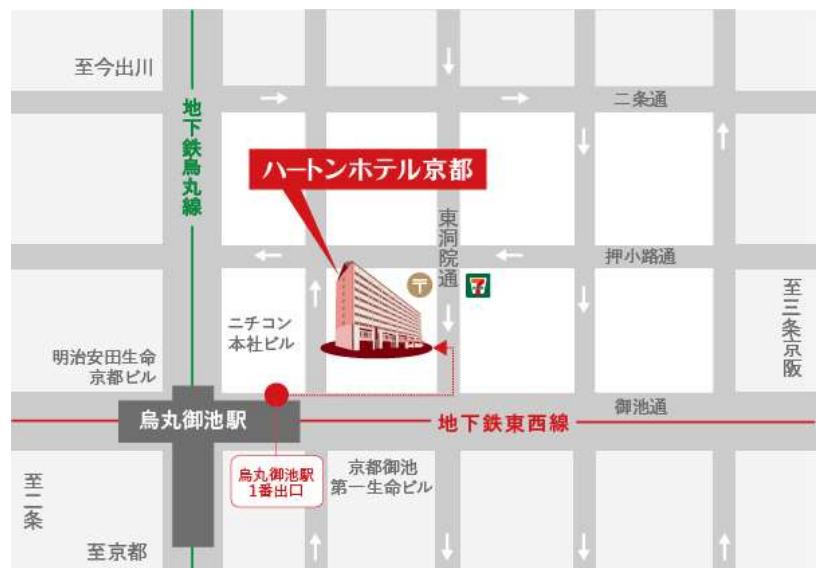 至今出川
地下鉄烏丸線
二条通
ハートンホテル京都
東洞院通
押小路通
〒
7
至三条京阪
ニチコン
本社ビル
明治安田生命
京都ビル
烏丸御池駅
御池通
地下鉄東西線
烏丸御池駅
1番出口
京都御池
第一生命ビル
至二条
至京都